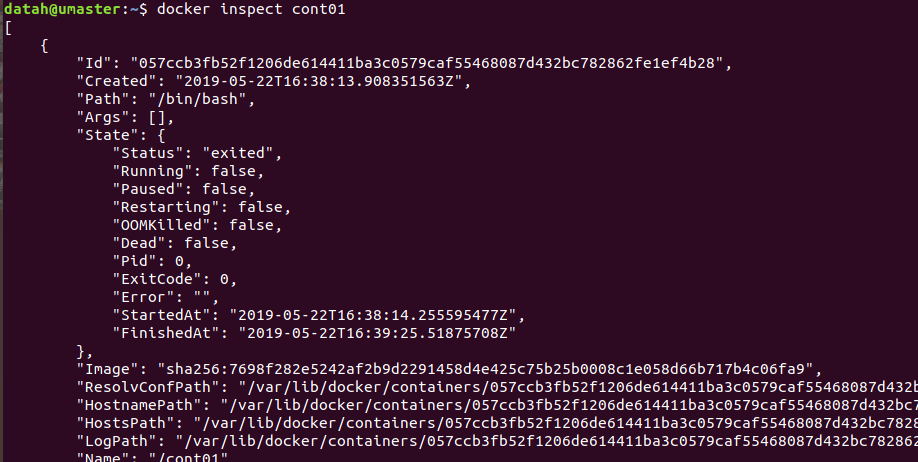 datah@umaster:~$ docker inspect cont01
[
    {
        "Id": "057ccb3fb52f1206de614411ba3c0579caf55468087d432bc782862fe1ef4b28",
        "Created": "2019-05-22T16:38:13.908351563Z",
        "Path": "/bin/bash",
        "Args": [],
        "State": {
            "Status": "exited",
            "Running": false,
            "Paused": false,
            "Restarting": false,
            "OOMKilled": false,
            "Dead": false,
            "Pid": 0,
            "ExitCode": 0,
            "Error": "",
            "StartedAt": "2019-05-22T16:38:14.255595477Z",
            "FinishedAt": "2019-05-22T16:39:25.51875708Z"
        },
        "Image": "sha256:7698f282e5242af2b9d2291458d4e425c75b25b0008c1e058d66b717b4c06fa9",
        "ResolvConfPath": "/var/lib/docker/containers/057ccb3fb52f1206de614411ba3c0579caf55468087d432b
        "HostnamePath": "/var/lib/docker/containers/057ccb3fb52f1206de614411ba3c0579caf55468087d432bc7
        "HostsPath": "/var/lib/docker/containers/057ccb3fb52f1206de614411ba3c0579caf55468087d432bc7828
        "LogPath": "/var/lib/docker/containers/057ccb3fb52f1206de614411ba3c0579caf55468087d432bc782862
        "Name": "/cont01"